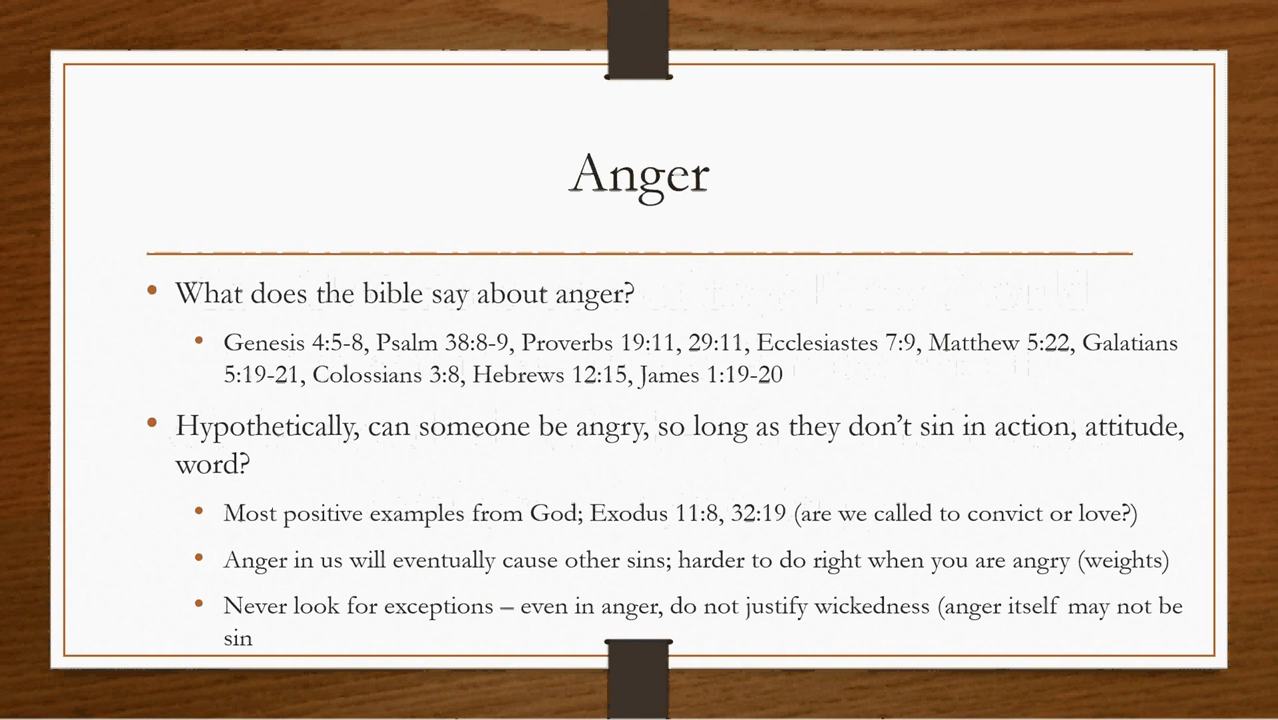 Anger
• What does the bible say about anger?
• Genesis 4:5-8, Psalm 38:8-9, Proverbs 19:11, 29:11, Ecclesiastes 7:9, Matthew 5:22, Galatians
5:19-21, Colossians 3:8, Hebrews 12:15, James 1:19-20
• Hypothetically, can someone be angry, so long as they don’t sin in action, attitude,
word?
• Most positive examples from God; Exodus 11:8, 32:19 (are we called to convict or love?)
• Anger in us will eventually cause other sins; harder to do right when you are angry (weights)
• Never look for exceptions – even in anger, do not justify wickedness (anger itself may not be
sin